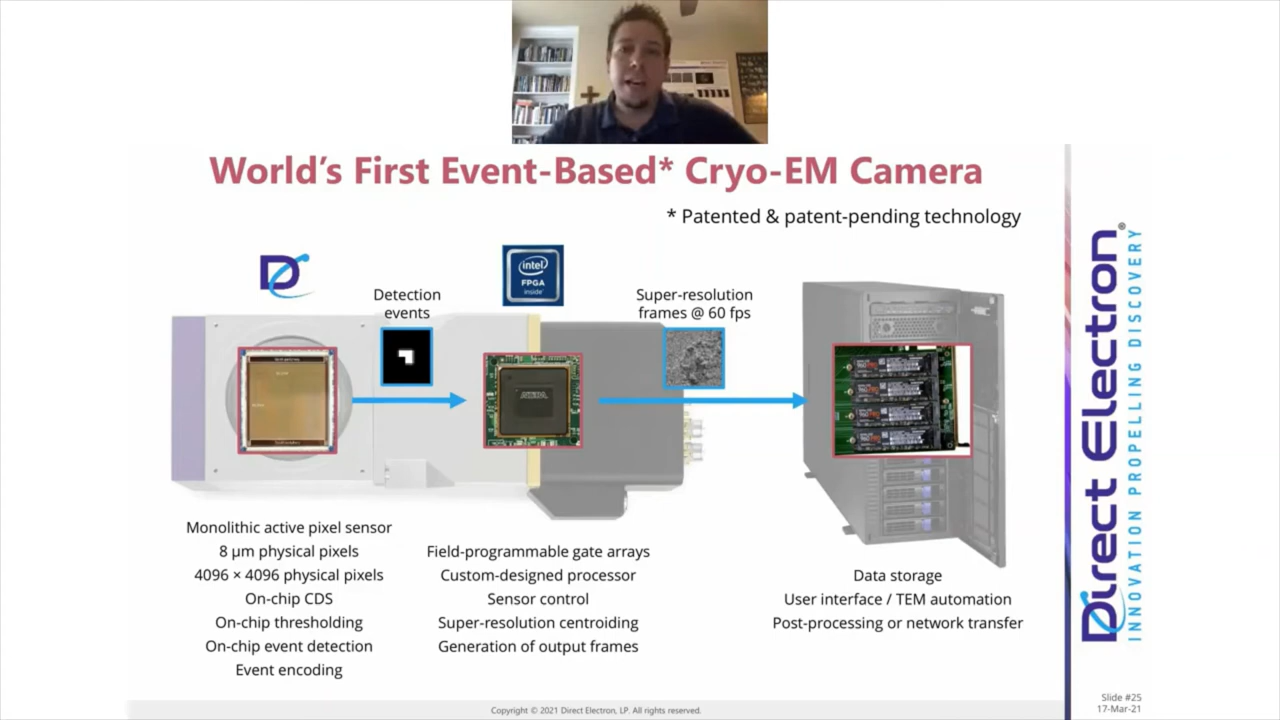 World's First Event-Based* Cryo-EM Camera
* Patented & patent-pending technology
D
intel
FPGA
inside
Detection
events
Super-resolution
frames @ 60 fps
Monolithic active pixel sensor
8 µm physical pixels
4096 × 4096 physical pixels
On-chip CDS
On-chip thresholding
On-chip event detection
Event encoding
Field-programmable gate arrays
Custom-designed processor
Sensor control
Super-resolution centroiding
Generation of output frames
Data storage
User interface / TEM automation
Post-processing or network transfer
Direct Electron®
INNOVATION PROPELLING DISCOVERY
Copyright © 2021 Direct Electron, LP. All rights reserved.
Slide #25
17-Mar-21